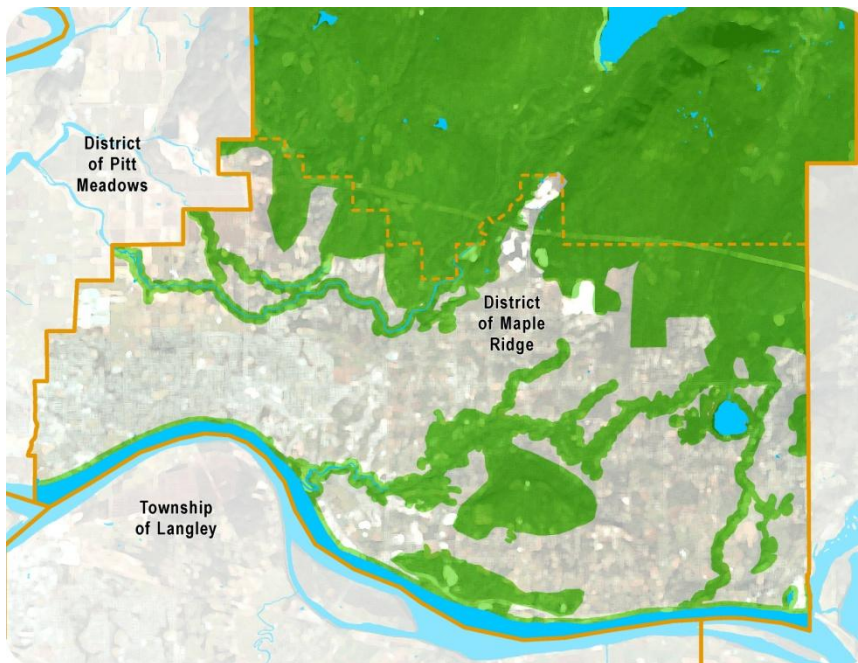 District
of Pitt
Meadows
District
of Maple
Ridge
Township
of Langley